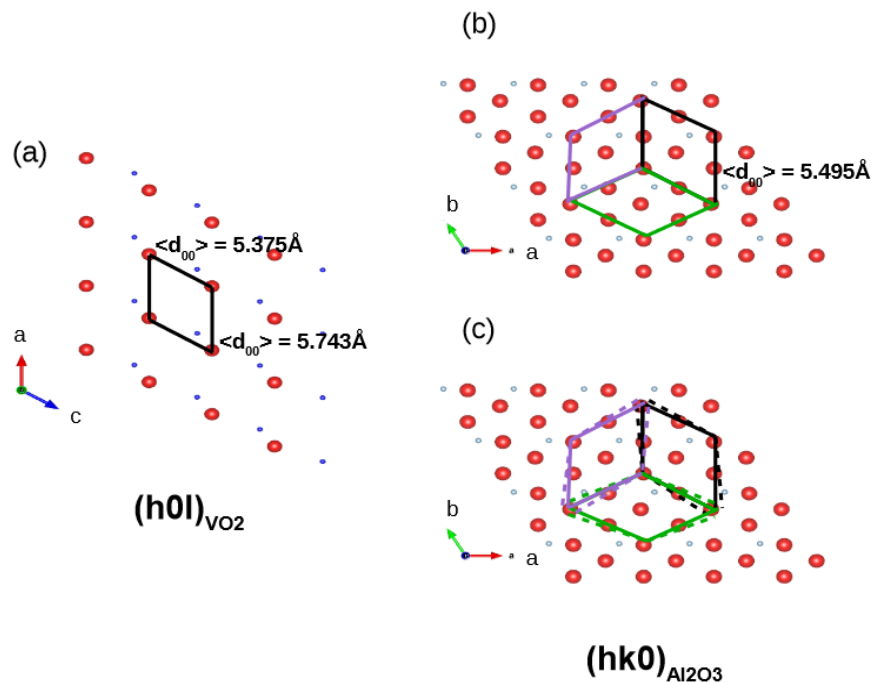 (a)
<d₀₀> = 5.375Å
<d₀₀> = 5.743Å
a
c
(h0l)VO2
(b)
<d₀₀> = 5.495Å
b
a
a
(c)
b
a
a
(hk0)Al2O3